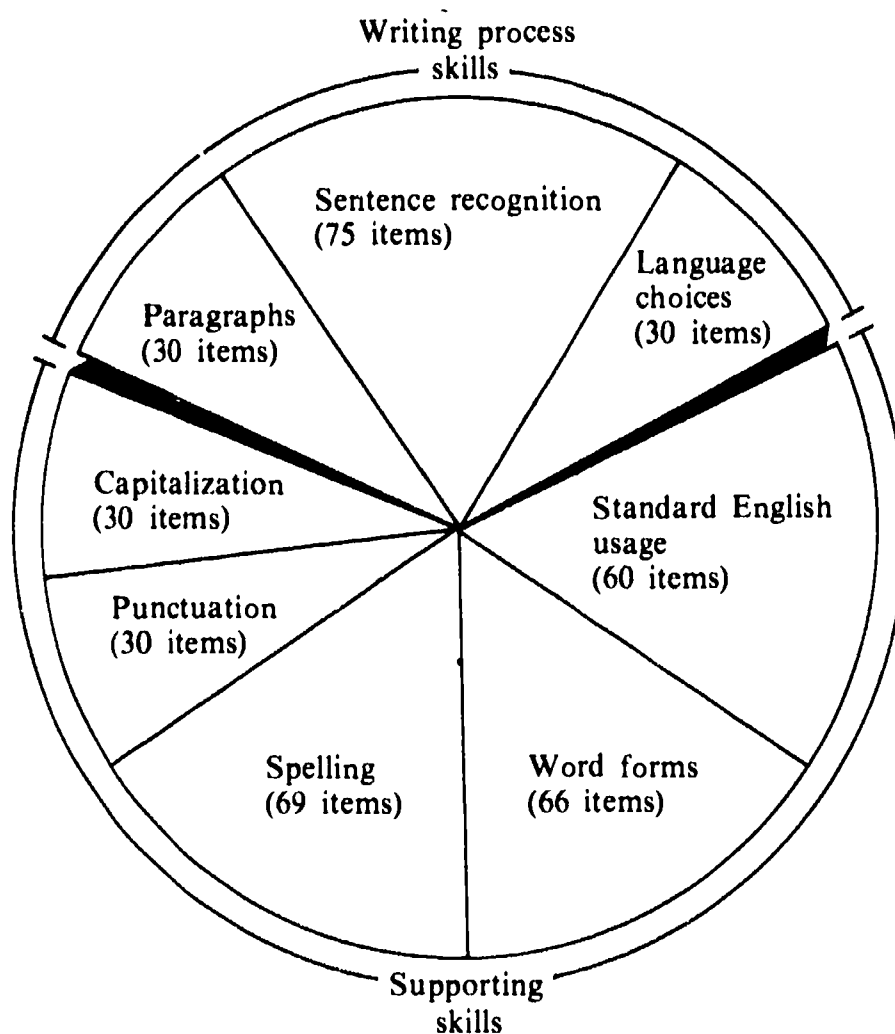 Writing process
skills
Sentence recognition
(75 items)
Language
choices
(30 items)
Paragraphs
(30 items)
Capitalization
(30 items)
Standard English
usage
(60 items)
Punctuation
(30 items)
Spelling
(69 items)
Word forms
(66 items)
Supporting
skills